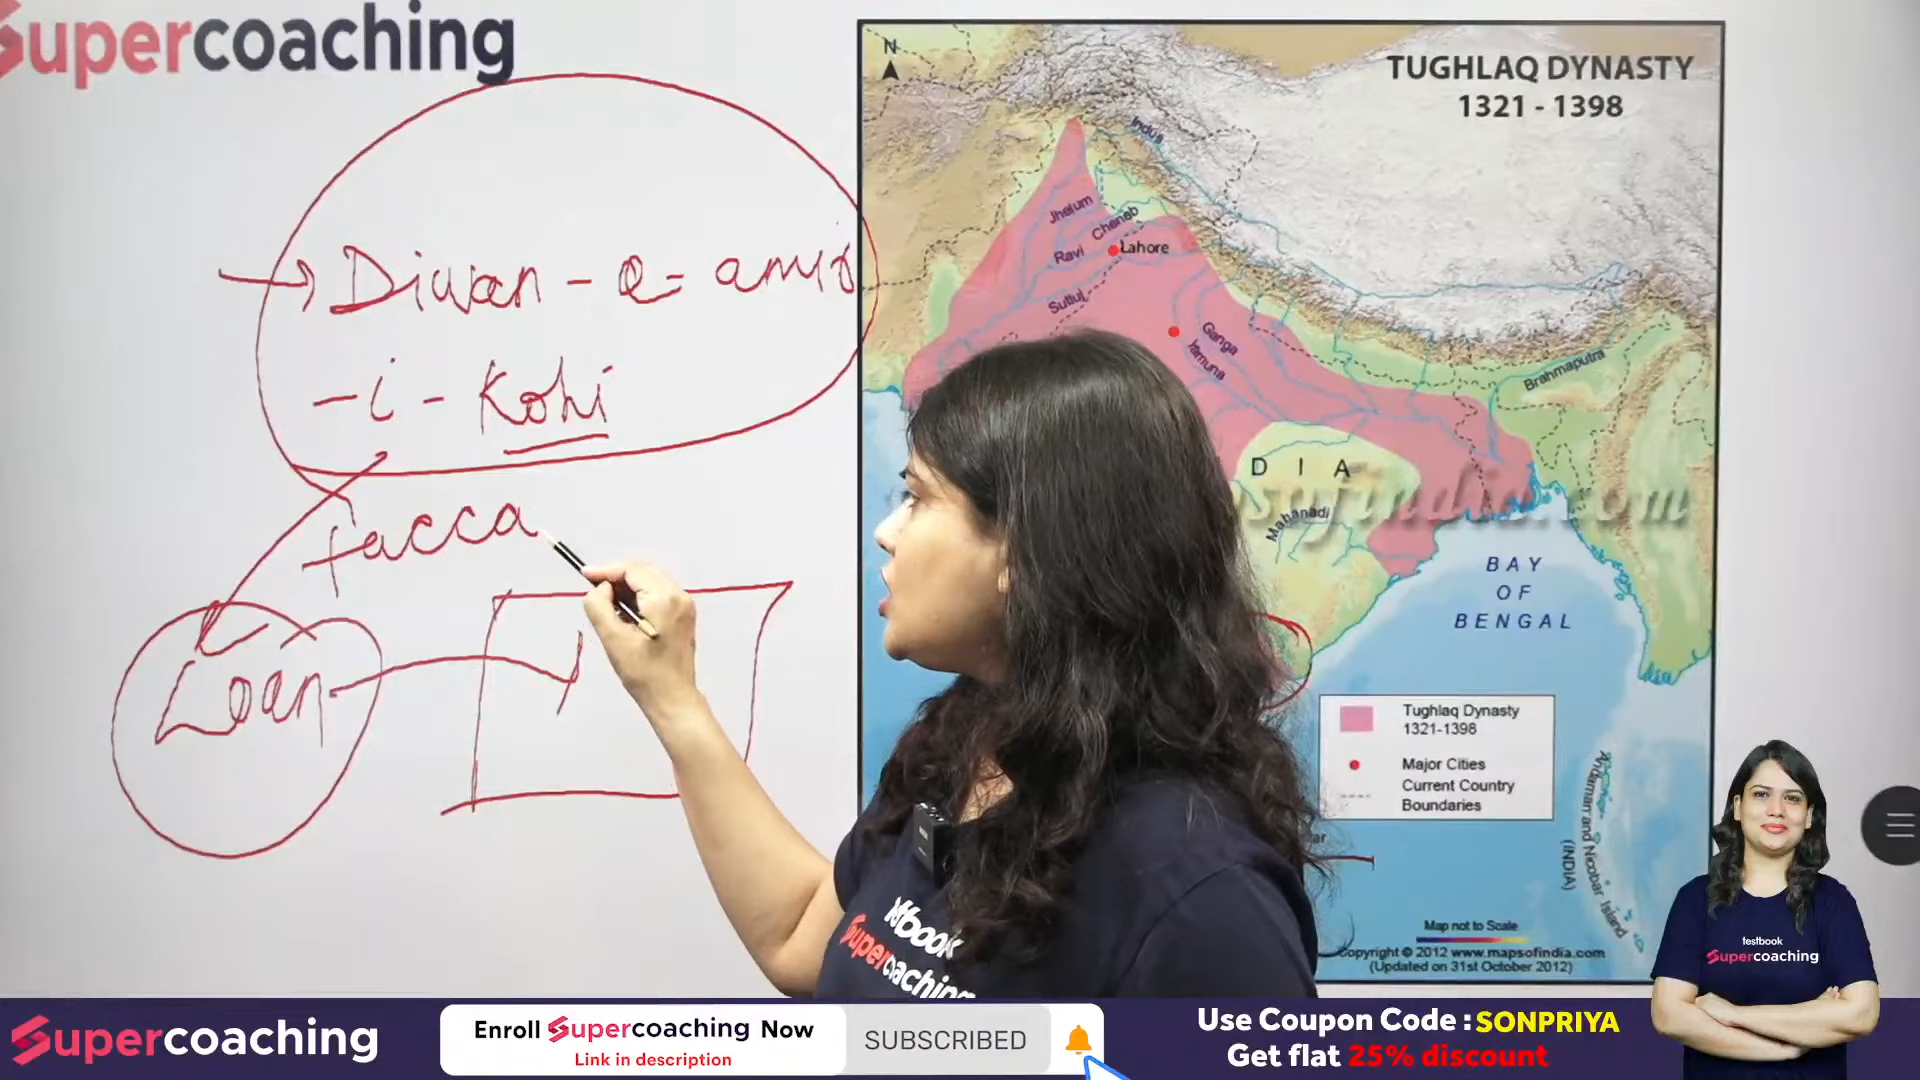 Supercoaching
→ Diwan - e = amir
- i - Kohi
tacca
Loan
N
TUGHLAQ DYNASTY
1321 - 1398
Indus
Jhelum
Chenab
Ravi
Lahore
Sutluj
Ganga
Yamuna
Brahmaputra
D I A
Mahanadi
BAY
OF
BENGAL
Tughlaq Dynasty
1321-1398
Major Cities
Current Country
Boundaries
Andaman and Nicobar Island
(INDIA)
Map not to Scale
Copyright © 2012 www.mapsofindia.com
(Updated on 31st October 2012)
Supercoaching
testbook
Supercoaching
Supercoaching
Enroll Supercoaching Now
Link in description
SUBSCRIBED
Use Coupon Code : SONPRIYA
Get flat 25% discount